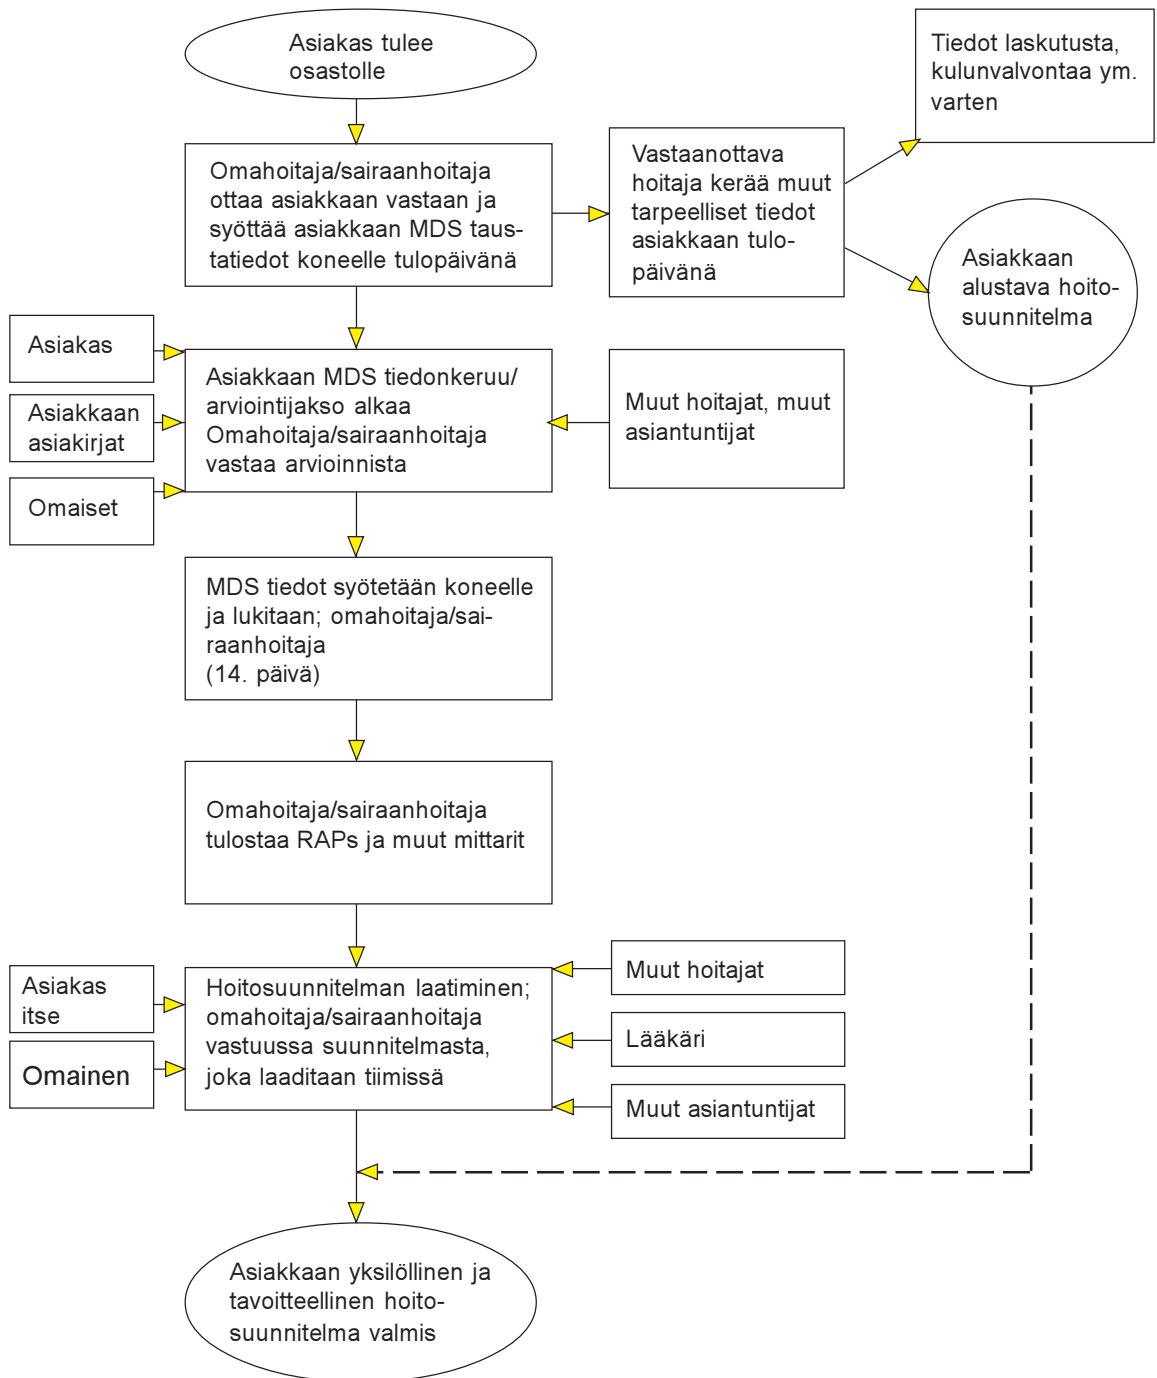 Asiakas tulee
osastolle
Tiedot laskutusta,
kulunvalvontaa ym.
varten
Omahoitaja/sairaanhoitaja
ottaa asiakkaan vastaan ja
syöttää asiakkaan MDS taus-
tatiedot koneelle tulopäivänä
Vastaanottava
hoitaja kerää muut
tarpeelliset tiedot
asiakkaan tulo-
päivänä
Asiakkaan
alustava hoito-
suunnitelma
Asiakas
Asiakkaan
asiakirjat
Omaiset
Asiakkaan MDS tiedonkeruu/
arviointijakso alkaa
Omahoitaja/sairaanhoitaja
vastaa arvioinnista
Muut hoitajat, muut
asiantuntijat
MDS tiedot syötetään koneelle
ja lukitaan; omahoitaja/sai-
raanhoitaja
(14. päivä)
Omahoitaja/sairaanhoitaja
tulostaa RAPs ja muut mittarit
Asiakas
itse
Omainen
Hoitosuunnitelman laatiminen;
omahoitaja/sairaanhoitaja
vastuussa suunnitelmasta,
joka laaditaan tiimissä
Muut hoitajat
Lääkäri
Muut asiantuntijat
Asiakkaan yksilöllinen ja
tavoitteellinen hoito-
suunnitelma valmis